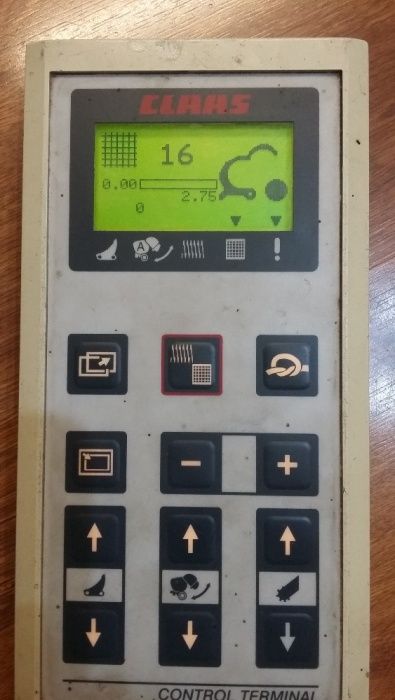 CLAAS
16
0.00
2.75
0
A
!
-
+
CONTROL TERMINAL